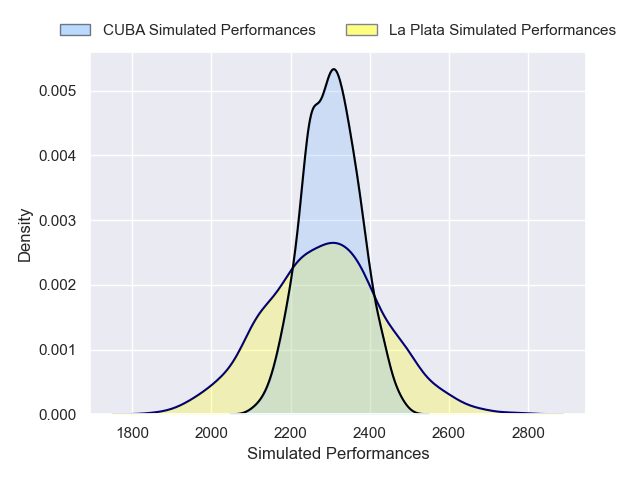 CUBA Simulated Performances La Plata Simulated Performances
0.005
0.004
0.003
0.002
0.001
0.000
Density
1800 2000 2200 2400 2600 2800
Simulated Performances